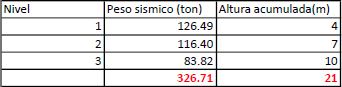 Nivel Peso sismico (ton) Altura acumulada(m)
1 126.49 4
2 116.40 7
3 83.82 10
326.71 21